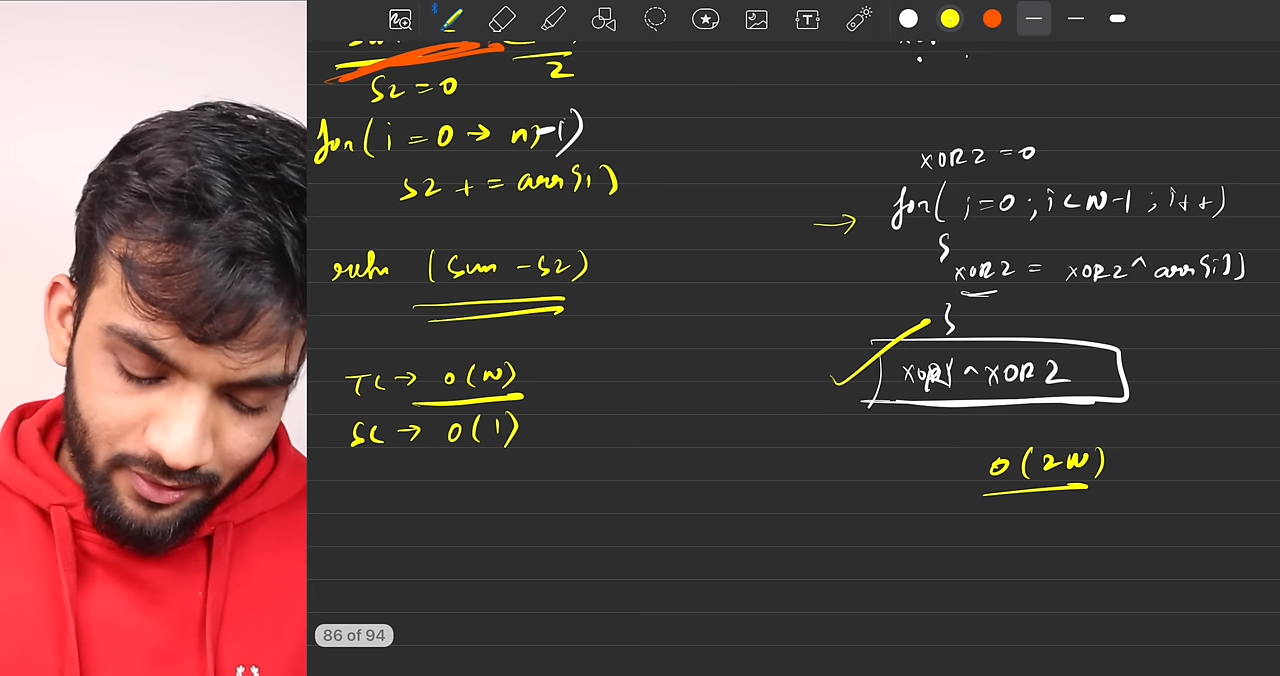 2
S2 = 0
for( i = 0 → n-1)
S2 += arr[i]
return (Sum - S2)
TC → O(N)
SC → O(1)
XOR2 = 0
for( i=0 ; i<N-1 ; i++)
{
XOR2 = XOR2 ^ arr[i]
}
XOR1 ^ XOR2
O(2N)
86 of 94